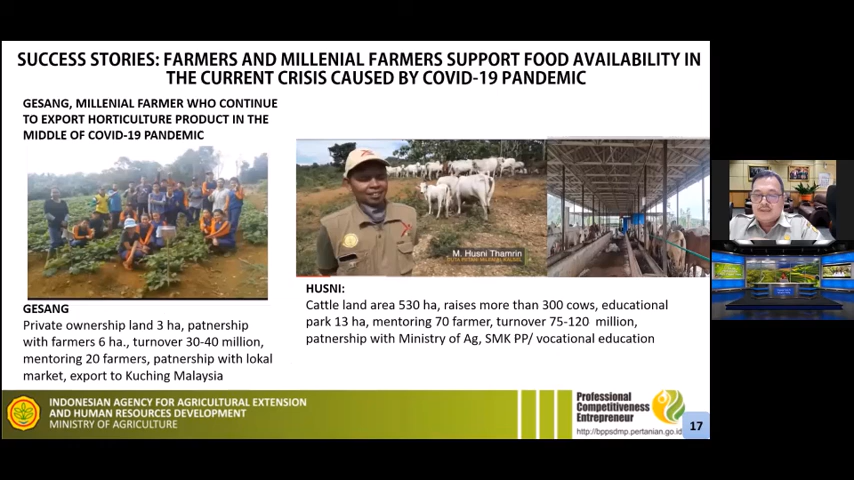 SUCCESS STORIES: FARMERS AND MILLENIAL FARMERS SUPPORT FOOD AVAILABILITY IN
THE CURRENT CRISIS CAUSED BY COVID-19 PANDEMIC
GESANG, MILLENIAL FARMER WHO CONTINUE
TO EXPORT HORTICULTURE PRODUCT IN THE
MIDDLE OF COVID-19 PANDEMIC
M. Husni Thamrin
GESANG
Private ownership land 3 ha, patnership
with farmers 6 ha., turnover 30-40 million,
mentoring 20 farmers, patnership with lokal
market, export to Kuching Malaysia
HUSNI:
Cattle land area 530 ha, raises more than 300 cows, educational
park 13 ha, mentoring 70 farmer, turnover 75-120 million,
patnership with Ministry of Ag, SMK PP/ vocational education
INDONESIAN AGENCY FOR AGRICULTURAL EXTENSION
AND HUMAN RESOURCES DEVELOPMENT
MINISTRY OF AGRICULTURE
Professional
Competitiveness
Entrepreneur
http://bppsdmp.pertanian.go.id
17